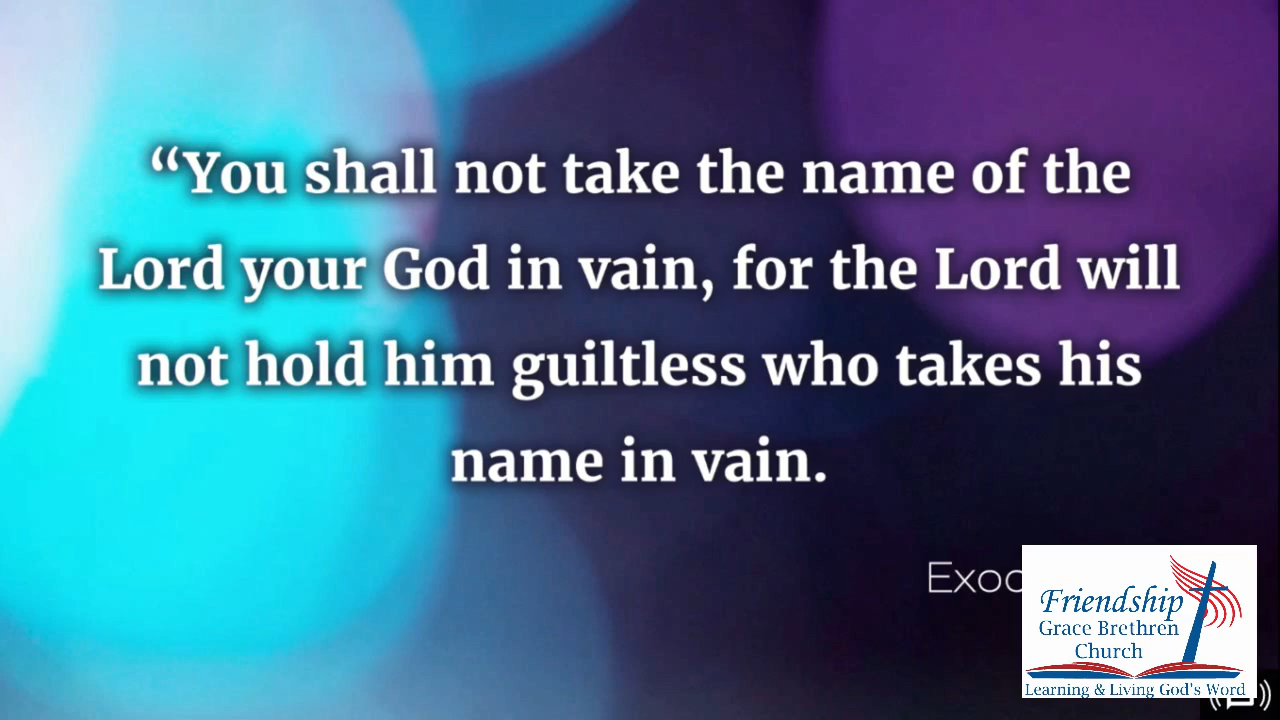 “You shall not take the name of the
Lord your God in vain, for the Lord will
not hold him guiltless who takes his
name in vain.
Friendship
Grace Brethren
Church
Learning & Living God's Word